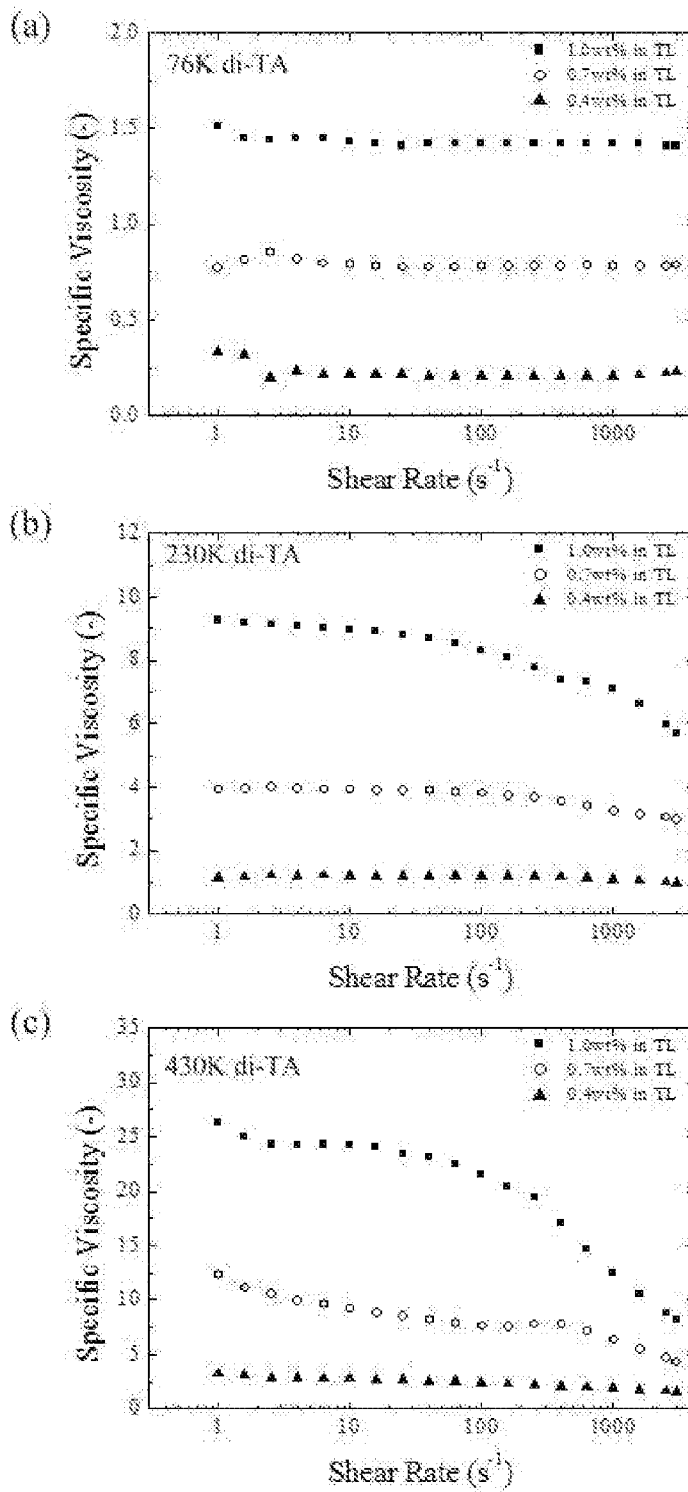 (a)
2.0
76K di-TA
1.0wt% in TL
0.7wt% in TL
0.4wt% in TL
1.5
1.0
0.5
0.0
Specific Viscosity (-)
1 10 100 1000
Shear Rate (s-1)
(b)
12
230K di-TA
1.0wt% in TL
0.7wt% in TL
0.4wt% in TL
10
8
6
4
2
0
Specific Viscosity (-)
1 10 100 1000
Shear Rate (s-1)
(c)
35
430K di-TA
1.0wt% in TL
0.7wt% in TL
0.4wt% in TL
30
25
20
15
10
5
0
Specific Viscosity (-)
1 10 100 1000
Shear Rate (s-1)